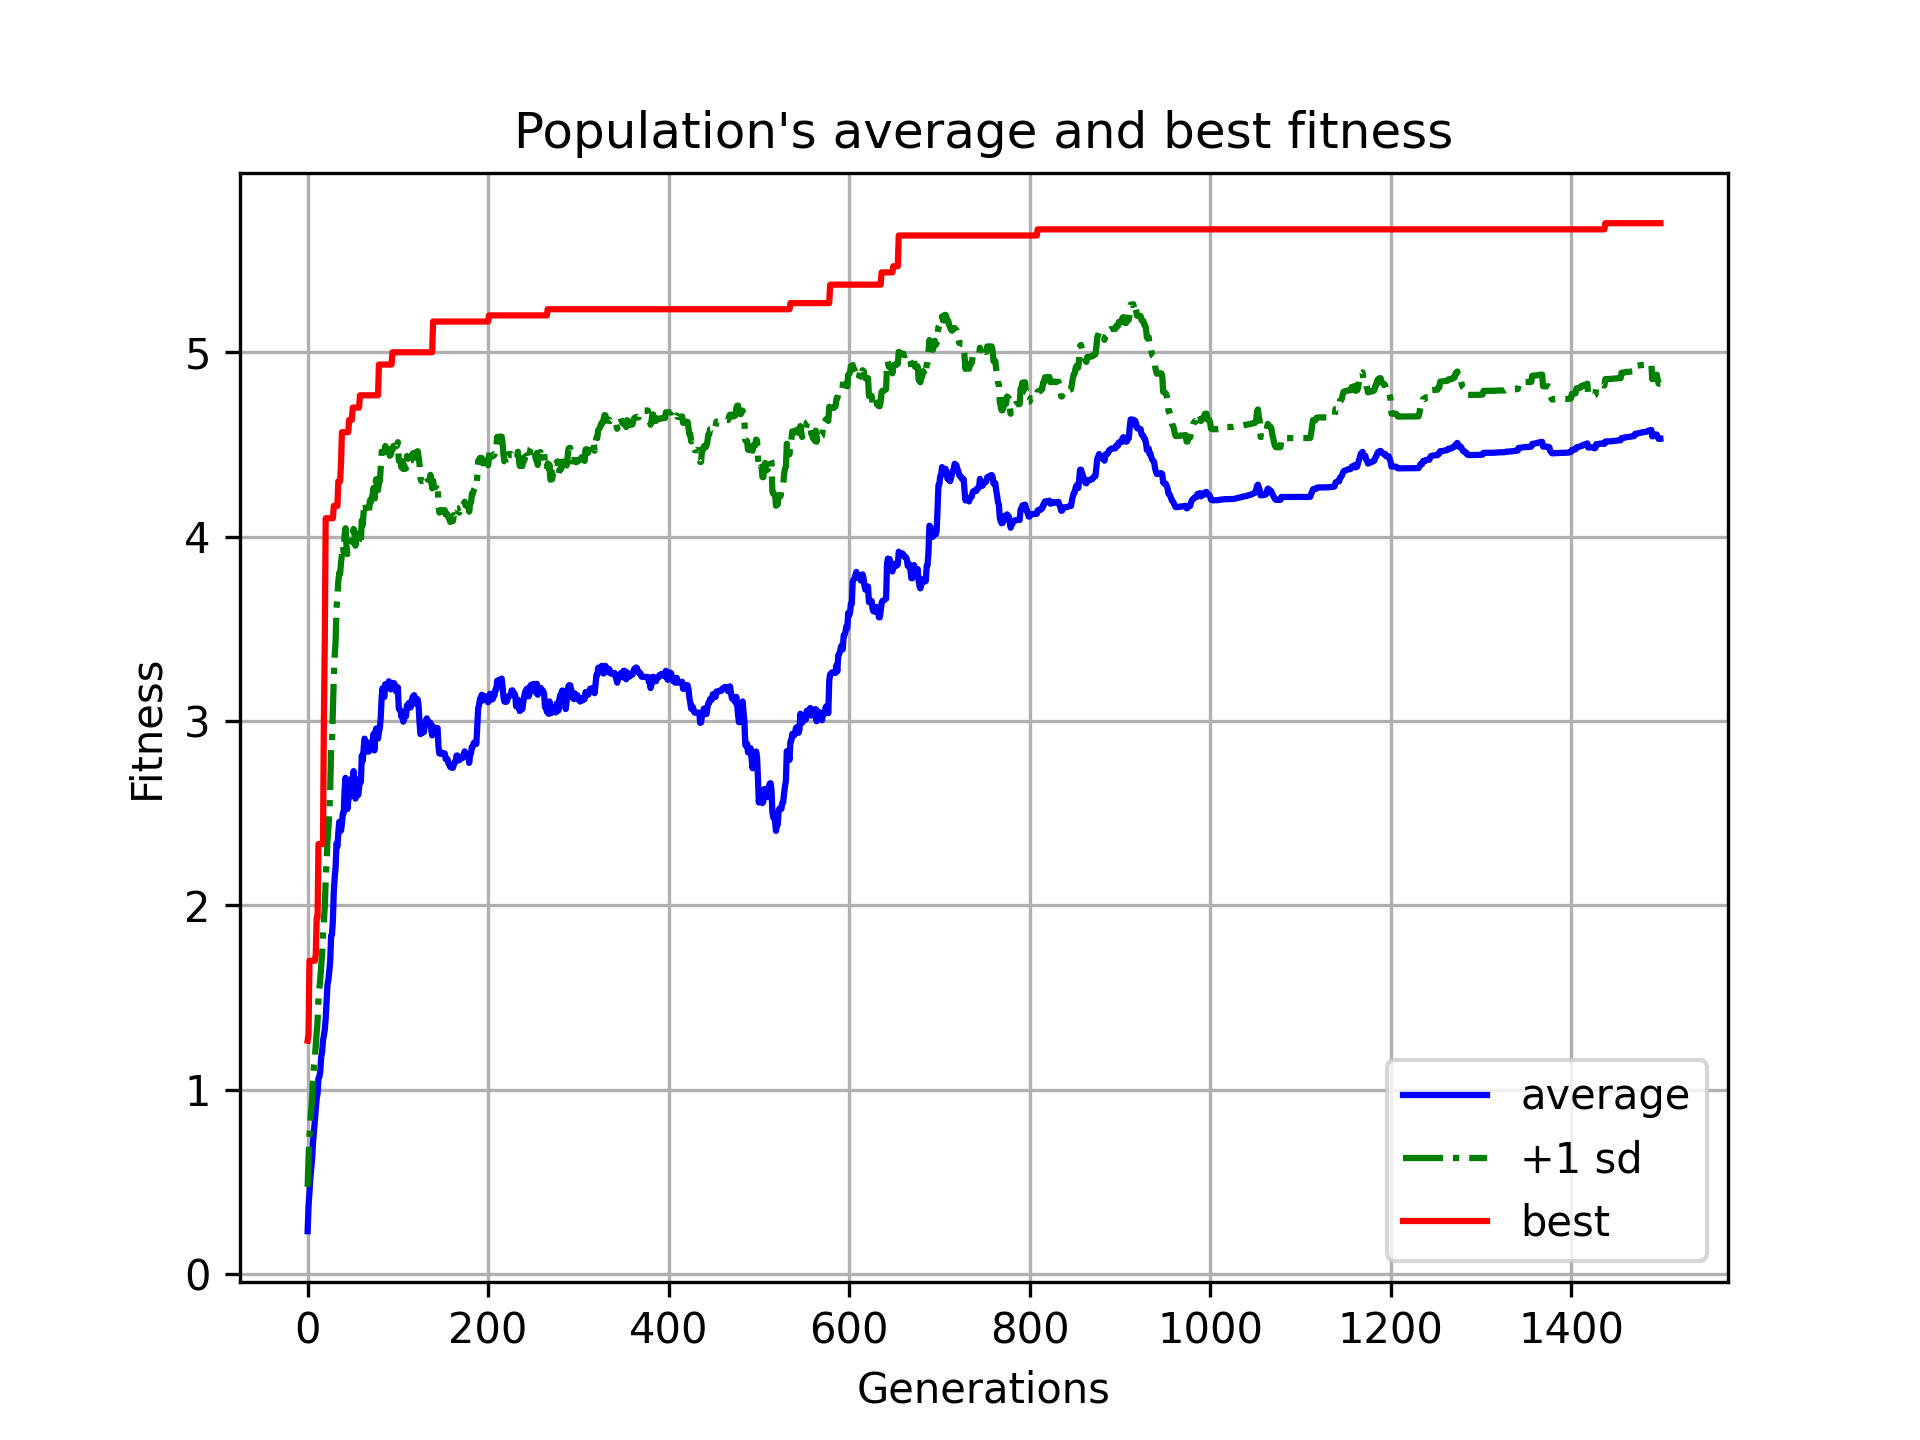 Population's average and best fitness
Fitness
5
4
3
2
1
0
0 200 400 600 800 1000 1200 1400
Generations
average
+1 sd
best